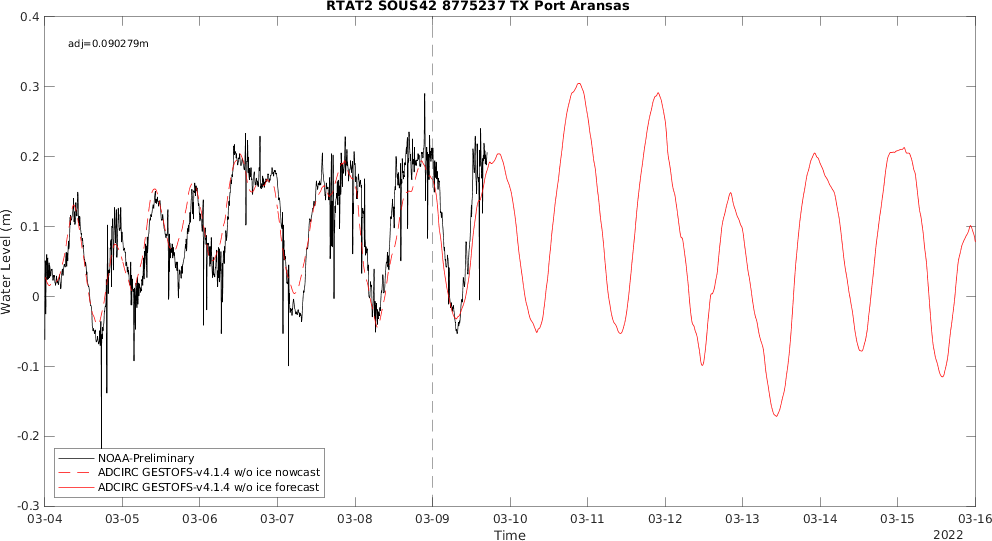 RTAT2 SOUS42 8775237 TX Port Aransas
adj=0.090279m
0.4
0.3
0.2
0.1
0
-0.1
-0.2
-0.3
Water Level (m)
NOAA-Preliminary
ADCIRC GESTOFS-v4.1.4 w/o ice nowcast
ADCIRC GESTOFS-v4.1.4 w/o ice forecast
03-04 03-05 03-06 03-07 03-08 03-09 03-10 03-11 03-12 03-13 03-14 03-15 03-16
Time
2022